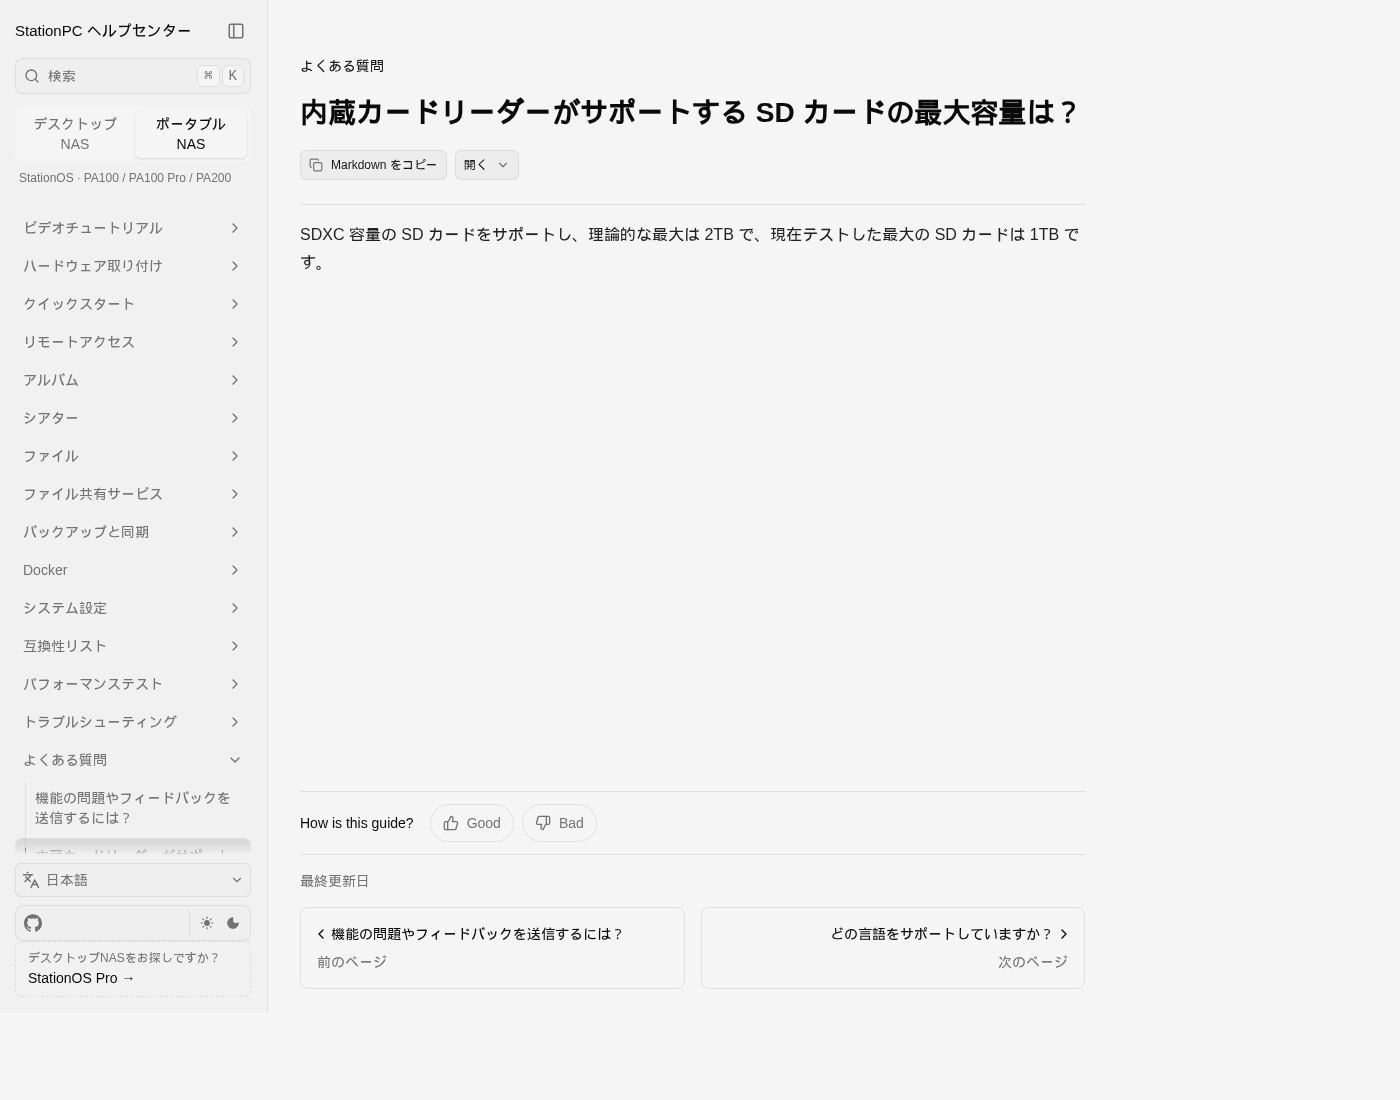 StationPC ヘルプセンター
検索 ⌘ K
デスクトップ NAS
ポータブル NAS
StationOS · PA100 / PA100 Pro / PA200
ビデオチュートリアル
ハードウェア取り付け
クイックスタート
リモートアクセス
アルバム
シアター
ファイル
ファイル共有サービス
バックアップと同期
Docker
システム設定
互換性リスト
パフォーマンステスト
トラブルシューティング
よくある質問
機能の問題やフィードバックを
送信するには？
内蔵カードリーダーがサポート
日本語
デスクトップNASをお探しですか？
StationOS Pro →
よくある質問
内蔵カードリーダーがサポートする SD カードの最大容量は？
Markdown をコピー
開く
SDXC 容量の SD カードをサポートし、理論的な最大は 2TB で、現在テストした最大の SD カードは 1TB で
す。
How is this guide?
Good
Bad
最終更新日
機能の問題やフィードバックを送信するには？
前のページ
どの言語をサポートしていますか？
次のページ